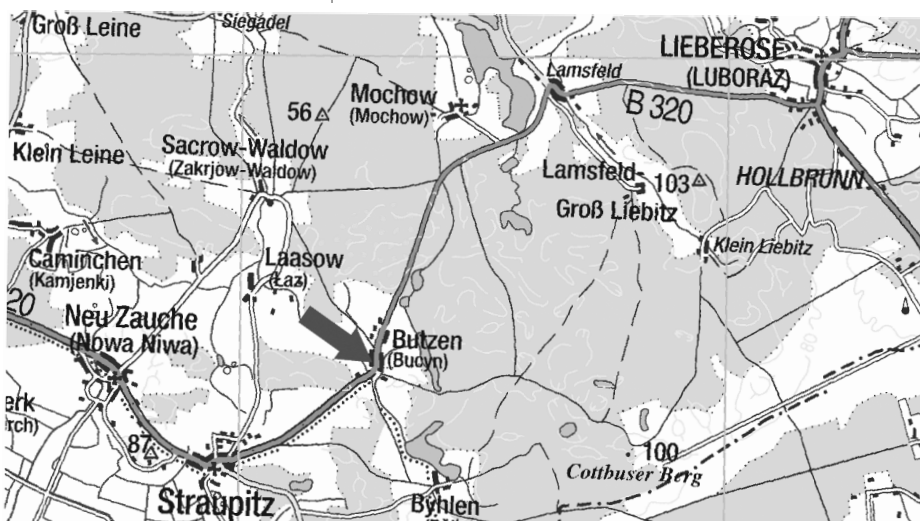 Groß Leine
Siegadel
LIEBEROSE
(LUBORAZ)
Lamsfeld
Mochow
(Mochow)
56
B 320
Klein Leine
Sacrow-Waldow
(Zakrjow-Waldow)
Lamsfeld-
Groß Liebitz
103
HOLLBRUNN
Klein Liebitz
Caminchen
(Kamjenki)
Laasow
(Łaz)
20
Neu Zauche
(Nowa Niwa)
Butzen
(Bucyn)
erk
rch)
87
100
Cottbuser Berg
Straupitz
Byhlen